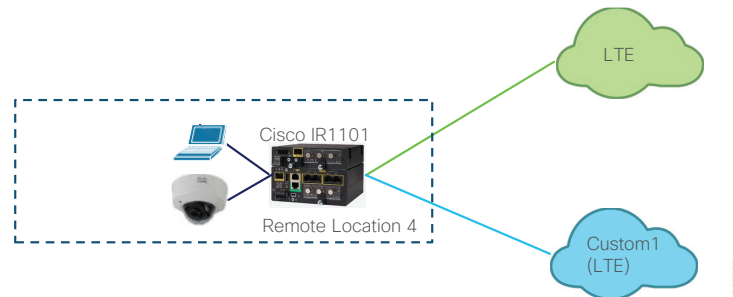 LTE
Cisco IR1101
Remote Location 4
Custom1
(LTE)